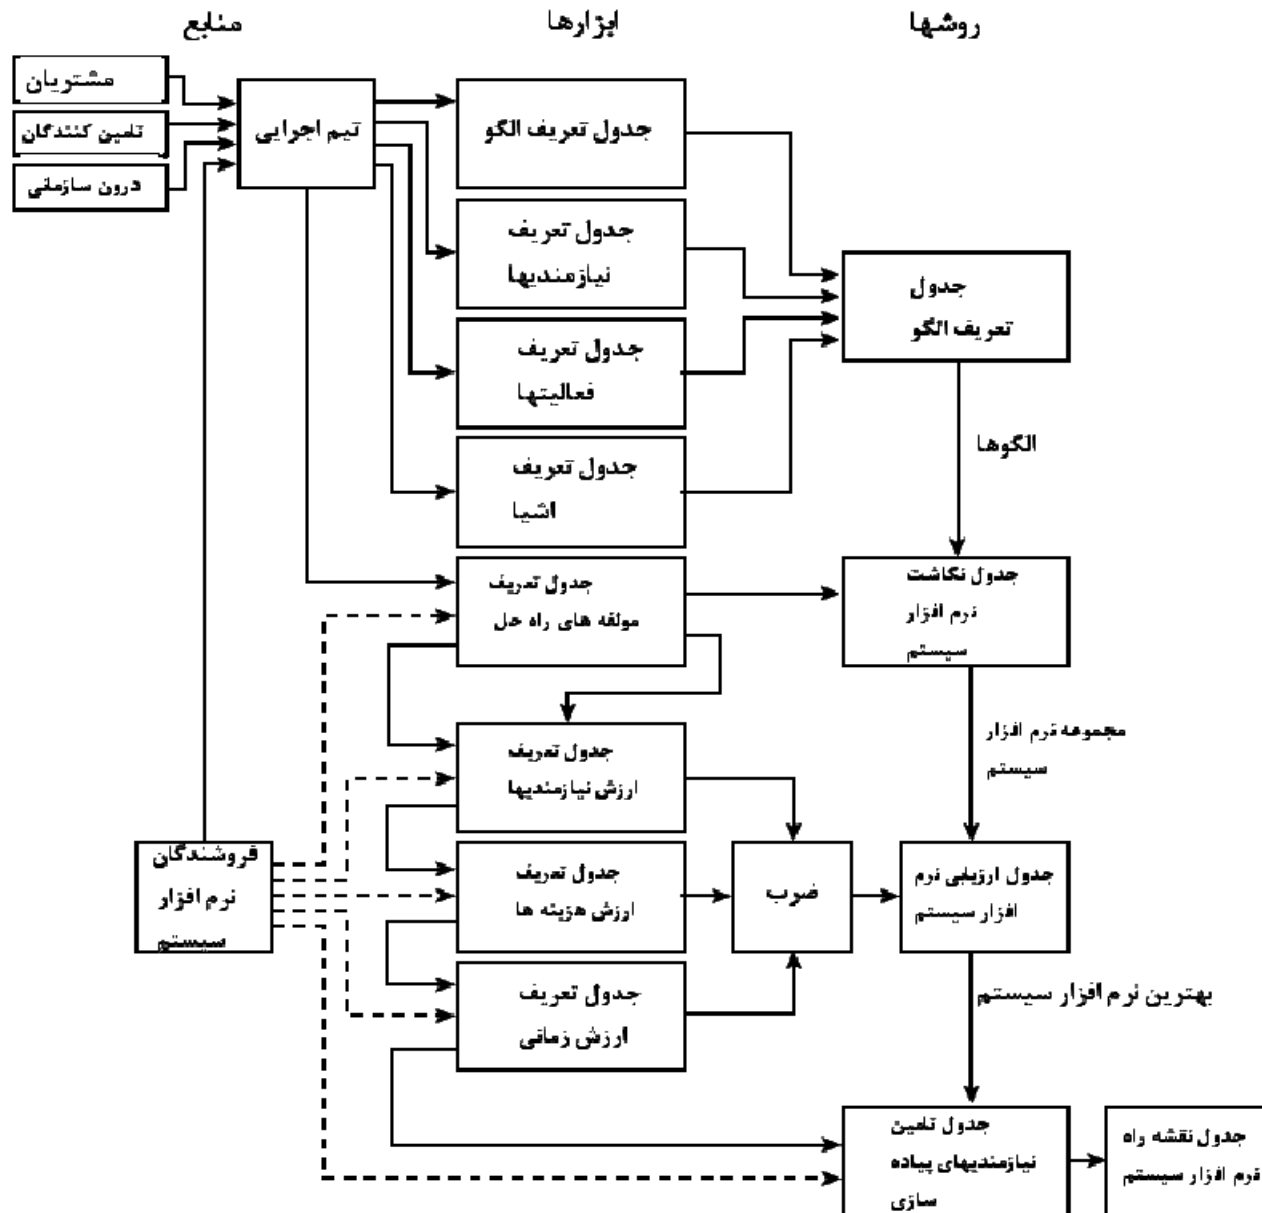 منابع
ابزارها
روشها
مشتریان
تامین کنندگان
درون سازمانی
تیم اجرایی
جدول تعریف الگو
جدول تعریف
نیازمندیها
جدول تعریف
فعالیتها
جدول تعریف
اشیا
جدول
تعریف الگو
الگوها
جدول تعریف
مولفه های راه حل
جدول نگاشت
نرم افزار
سیستم
مجموعه نرم افزار
سیستم
جدول تعریف
ارزش نیازمندیها
فروشندگان
نرم افزار
سیستم
جدول تعریف
ارزش هزینه ها
ضرب
جدول ارزیابی نرم
افزار سیستم
جدول تعریف
ارزش زمانی
بهترین نرم افزار سیستم
جدول تامین
نیازمندیهای پیاده
سازی
جدول نقشه راه
نرم افزار سیستم